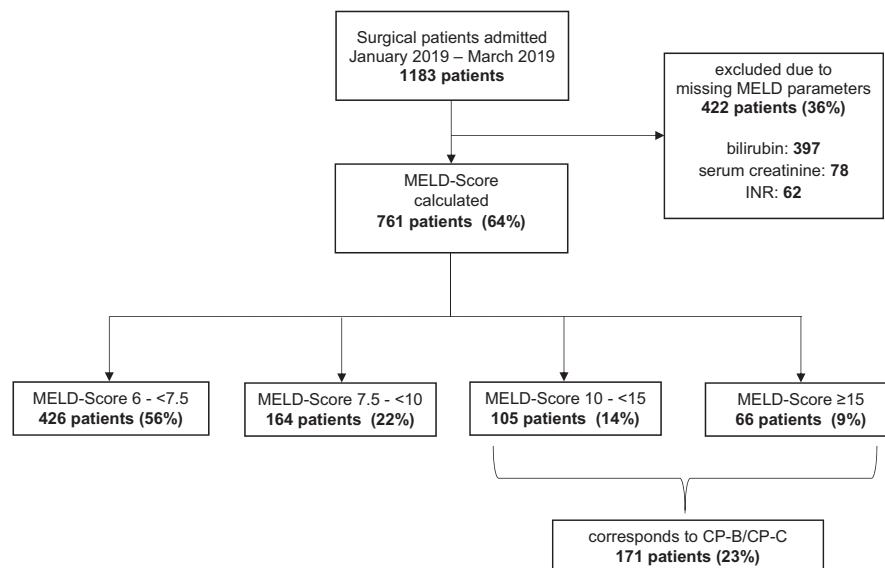 Surgical patients admitted
January 2019 – March 2019
1183 patients
excluded due to
missing MELD parameters
422 patients (36%)
bilirubin: 397
serum creatinine: 78
INR: 62
MELD-Score
calculated
761 patients (64%)
MELD-Score 6 - <7.5
426 patients (56%)
MELD-Score 7.5 - <10
164 patients (22%)
MELD-Score 10 - <15
105 patients (14%)
MELD-Score ≥15
66 patients (9%)
corresponds to CP-B/CP-C
171 patients (23%)